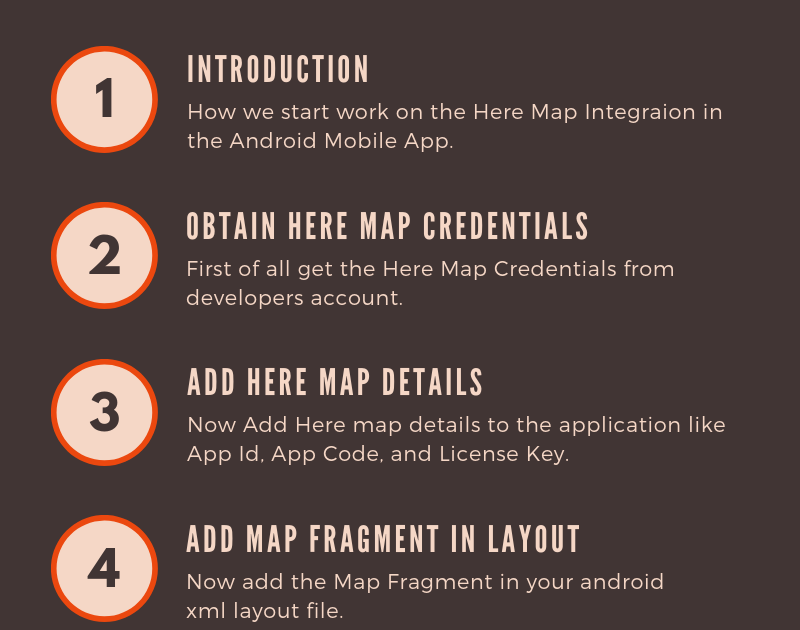 1
INTRODUCTION
How we start work on the Here Map Integraion in
the Android Mobile App.
2
OBTAIN HERE MAP CREDENTIALS
First of all get the Here Map Credentials from
developers account.
3
ADD HERE MAP DETAILS
Now Add Here map details to the application like
App Id, App Code, and License Key.
4
ADD MAP FRAGMENT IN LAYOUT
Now add the Map Fragment in your android
xml layout file.